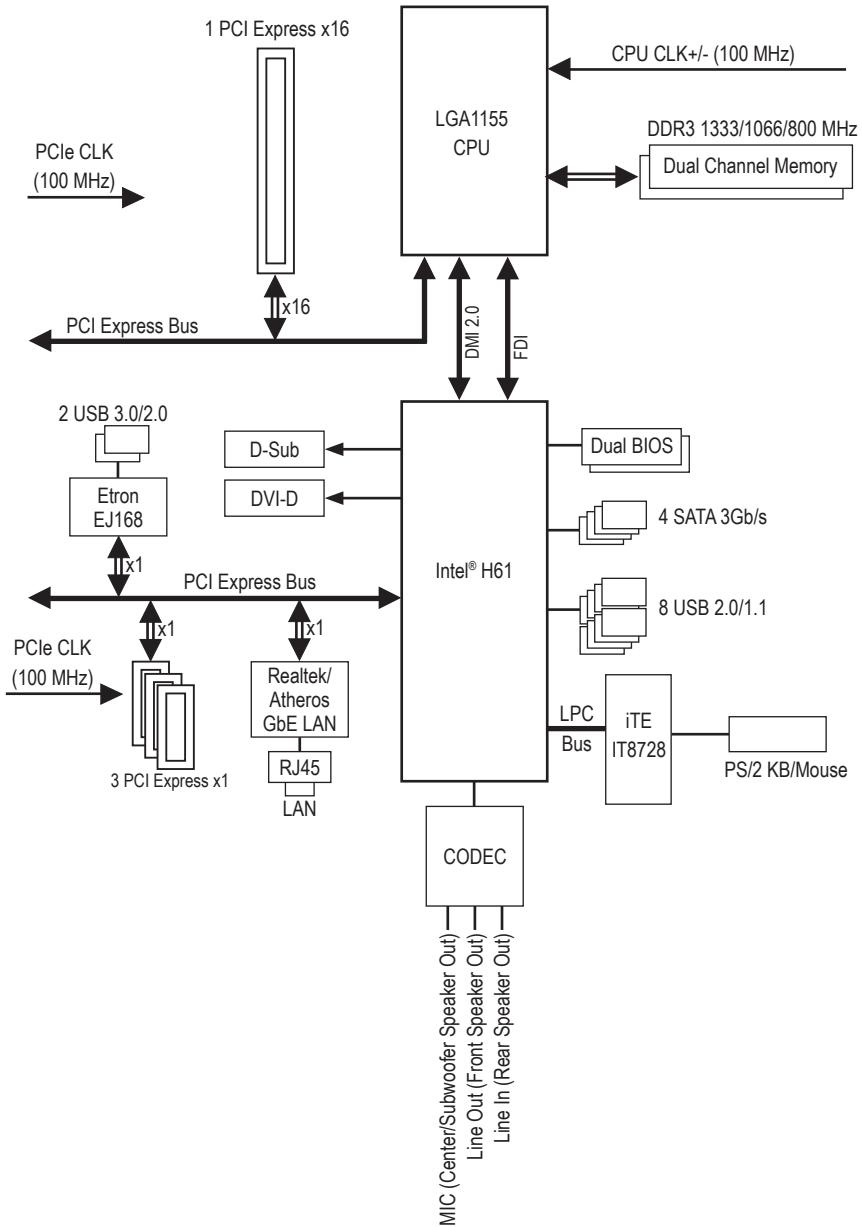 1 PCI Express x16
LGA1155
CPU
CPU CLK+/- (100 MHz)
DDR3 1333/1066/800 MHz
Dual Channel Memory
PCIe CLK
(100 MHz)
x16
PCI Express Bus
DMI 2.0
FDI
2 USB 3.0/2.0
Etron
EJ168
x1
D-Sub
DVI-D
Intel® H61
Dual BIOS
4 SATA 3Gb/s
8 USB 2.0/1.1
PCI Express Bus
x1
x1
PCIe CLK
(100 MHz)
3 PCI Express x1
Realtek/
Atheros
GbE LAN
RJ45
LAN
LPC
Bus
iTE
IT8728
PS/2 KB/Mouse
CODEC
MIC (Center/Subwoofer Speaker Out)
Line Out (Front Speaker Out)
Line In (Rear Speaker Out)